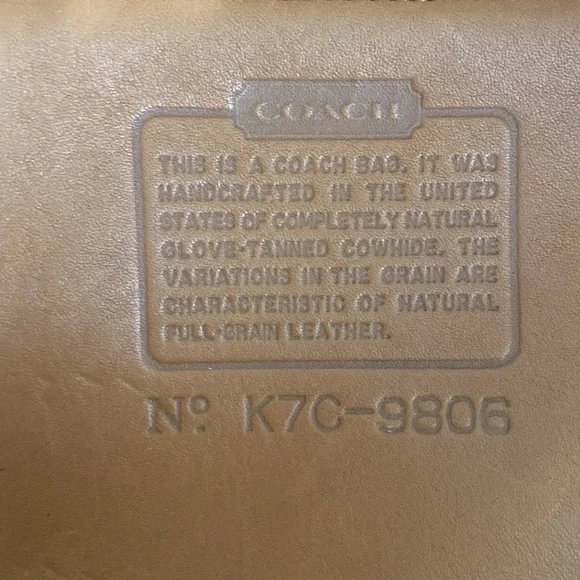 COACH
THIS IS A COACH BAG. IT WAS
HANDCRAFTED IN THE UNITED
STATES OF COMPLETELY NATURAL
GLOVE-TANNED COWHIDE. THE
VARIATIONS IN THE GRAIN ARE
CHARACTERISTIC OF NATURAL
FULL-GRAIN LEATHER.
Nº K7C-9806